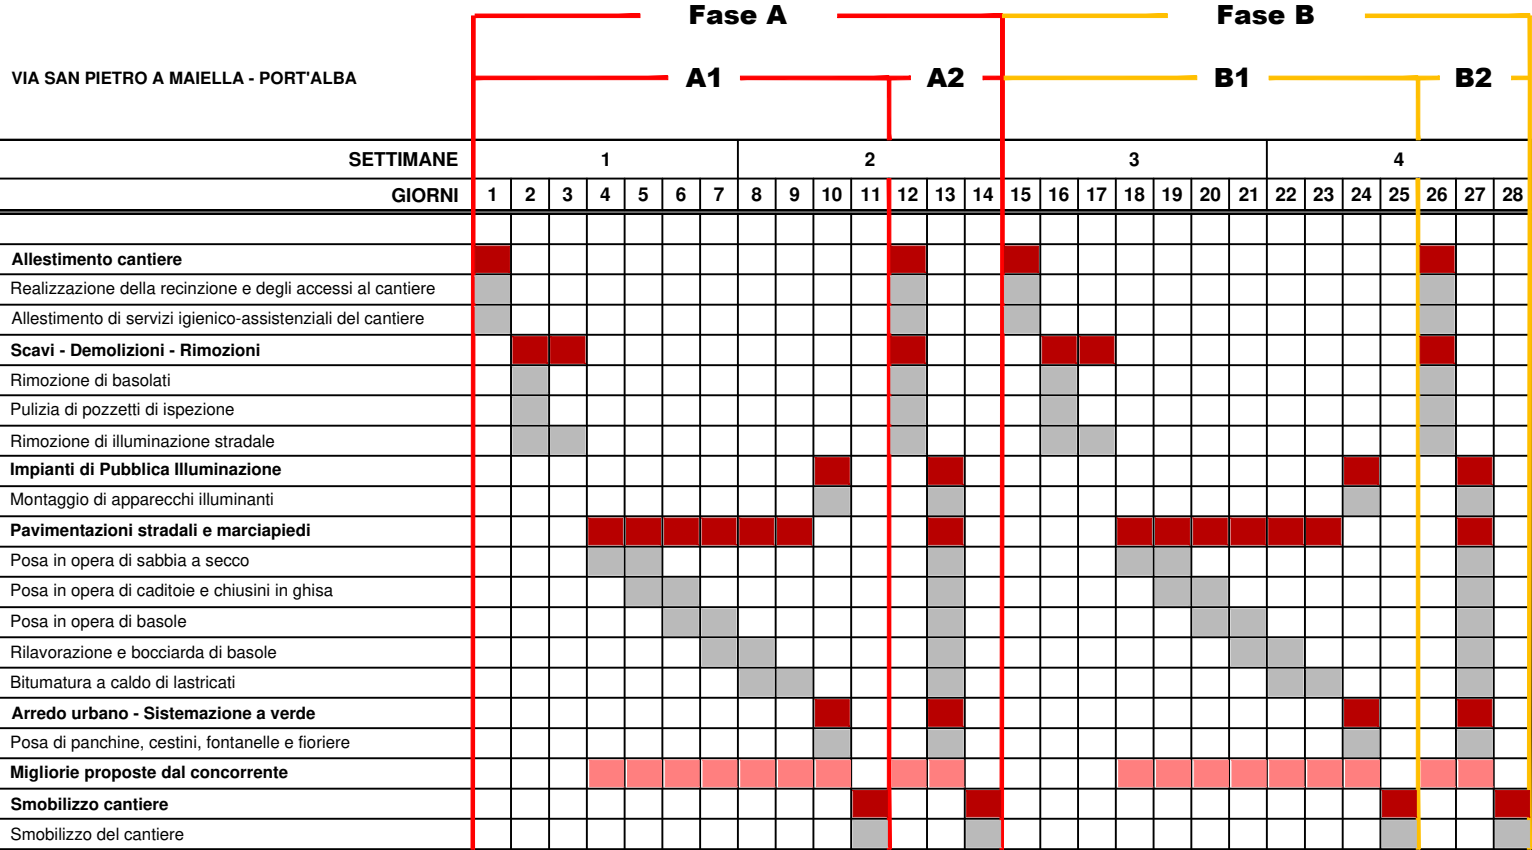 Fase A Fase B
VIA SAN PIETRO A MAIELLA - PORT'ALBA A1 A2 B1 B2
SETTIMANE 1 2 3 4
GIORNI 1 2 3 4 5 6 7 8 9 10 11 12 13 14 15 16 17 18 19 20 21 22 23 24 25 26 27 28
Allestimento cantiere
Realizzazione della recinzione e degli accessi al cantiere
Allestimento di servizi igienico-assistenziali del cantiere
Scavi - Demolizioni - Rimozioni
Rimozione di basolati
Pulizia di pozzetti di ispezione
Rimozione di illuminazione stradale
Impianti di Pubblica Illuminazione
Montaggio di apparecchi illuminanti
Pavimentazioni stradali e marciapiedi
Posa in opera di sabbia a secco
Posa in opera di caditoie e chiusini in ghisa
Posa in opera di basole
Rilavorazione e bocciarda di basole
Bitumatura a caldo di lastricati
Arredo urbano - Sistemazione a verde
Posa di panchine, cestini, fontanelle e fioriere
Migliorie proposte dal concorrente
Smobilizzo cantiere
Smobilizzo del cantiere